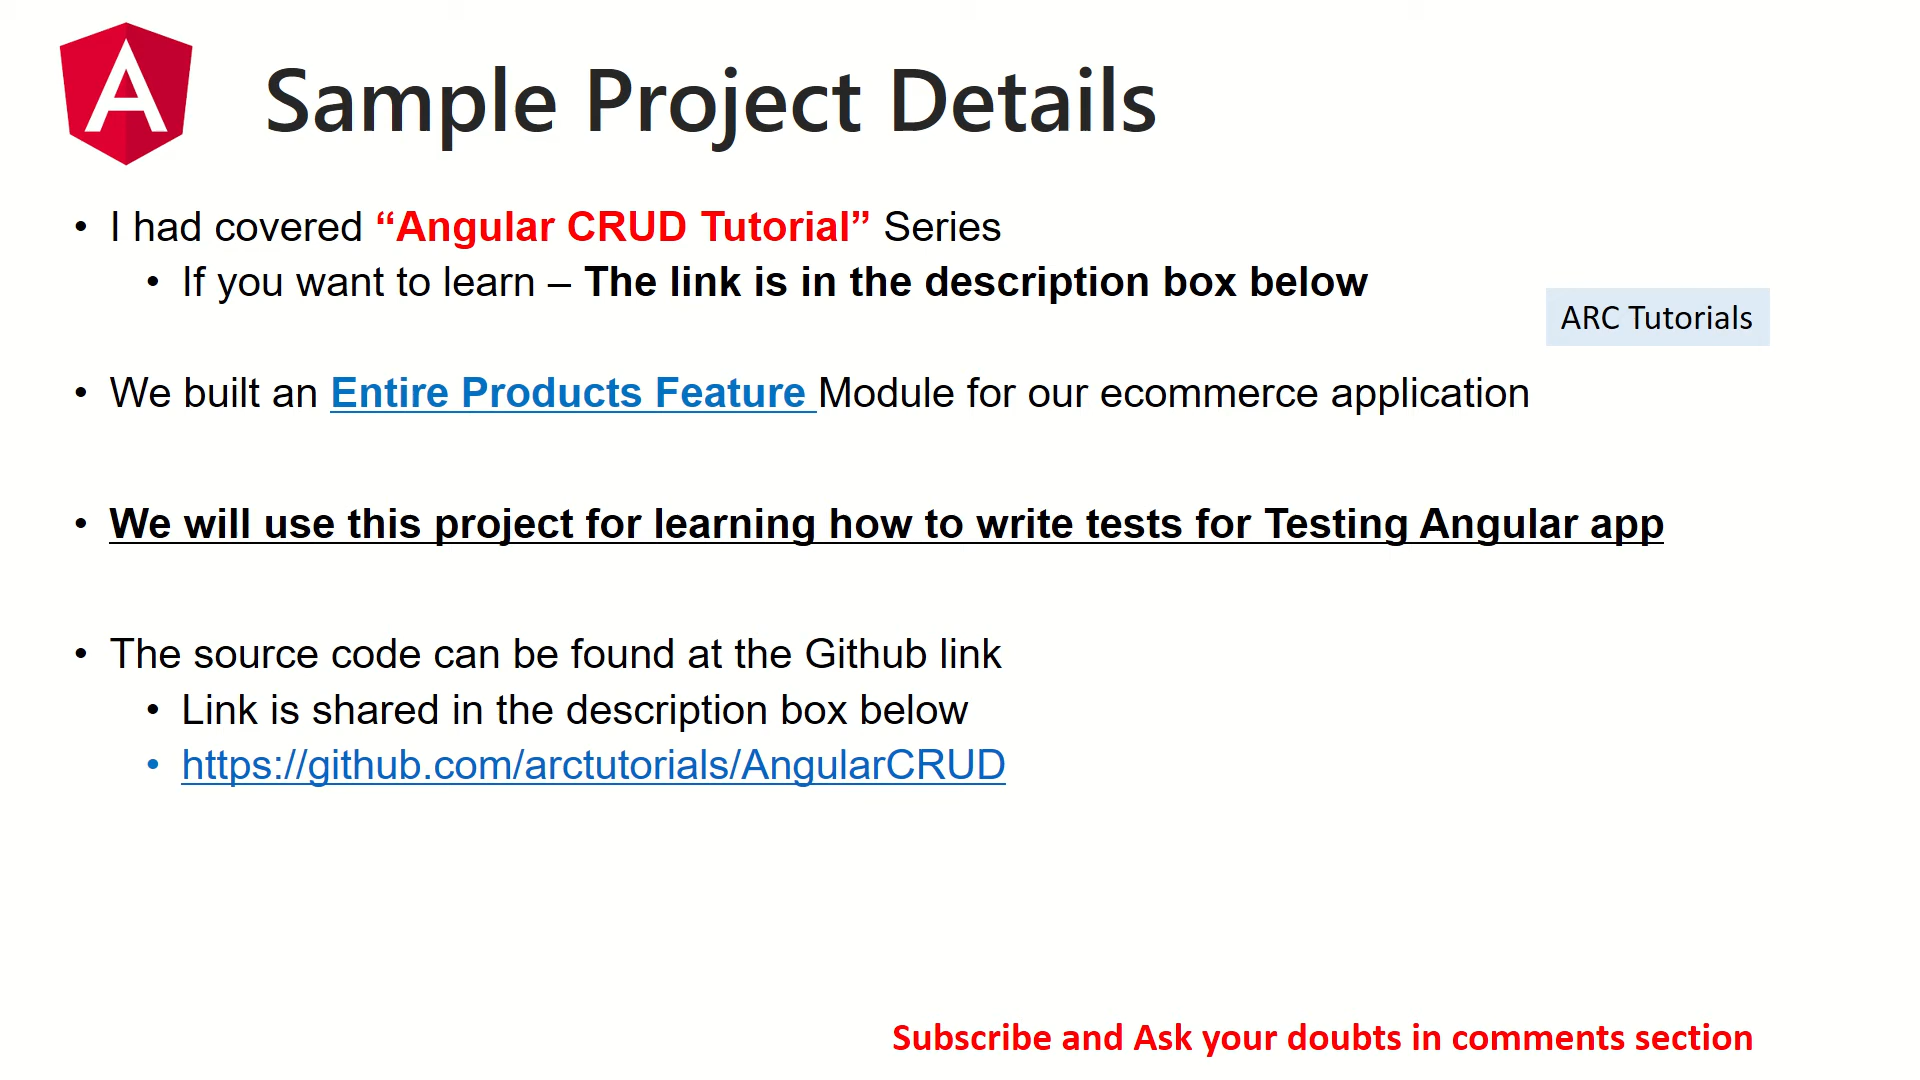 Sample Project Details
• I had covered “Angular CRUD Tutorial” Series
• If you want to learn – The link is in the description box below
ARC Tutorials
• We built an Entire Products Feature Module for our ecommerce application
• We will use this project for learning how to write tests for Testing Angular app
• The source code can be found at the Github link
• Link is shared in the description box below
• https://github.com/arctutorials/AngularCRUD
Subscribe and Ask your doubts in comments section